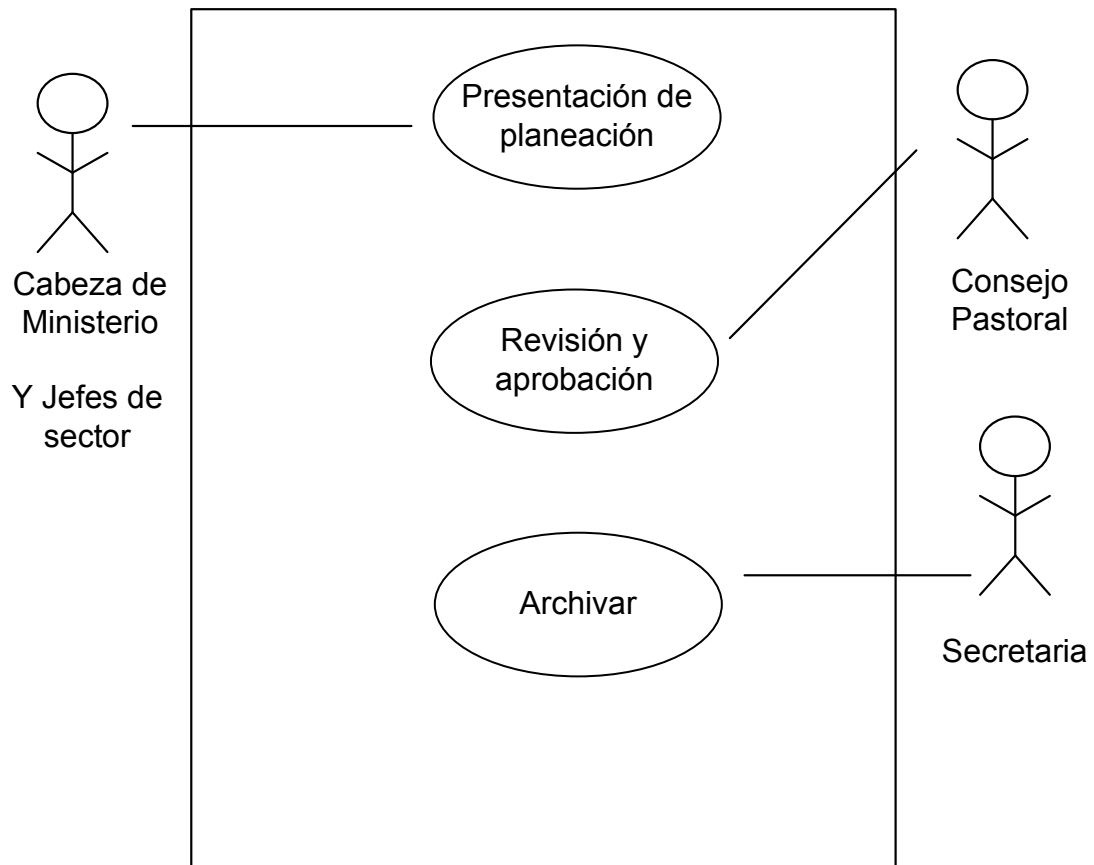 Presentación de
planeación
Cabeza de
Ministerio
Y Jefes de
sector
Revisión y
aprobación
Consejo
Pastoral
Archivar
Secretaria